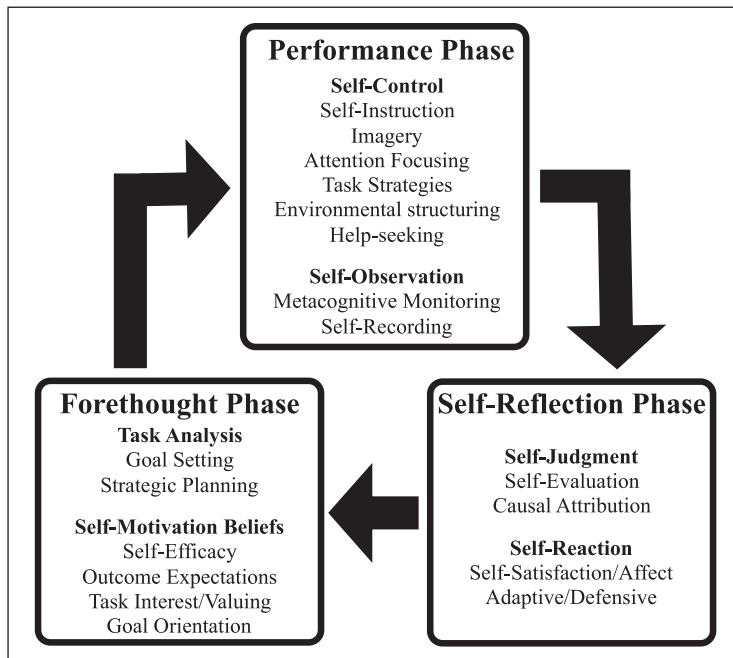 Performance Phase
Self-Control
Self-Instruction
Imagery
Attention Focusing
Task Strategies
Environmental structuring
Help-seeking
Self-Observation
Metacognitive Monitoring
Self-Recording
Forethought Phase
Task Analysis
Goal Setting
Strategic Planning
Self-Motivation Beliefs
Self-Efficacy
Outcome Expectations
Task Interest/Valuing
Goal Orientation
Self-Reflection Phase
Self-Judgment
Self-Evaluation
Causal Attribution
Self-Reaction
Self-Satisfaction/Affect
Adaptive/Defensive